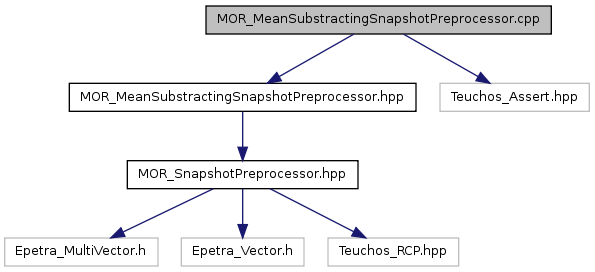 MOR_MeanSubstractingSnapshotPreprocessor.cpp
MOR_MeanSubstractingSnapshotPreprocessor.hpp
Teuchos_Assert.hpp
MOR_SnapshotPreprocessor.hpp
Epetra_MultiVector.h
Epetra_Vector.h
Teuchos_RCP.hpp